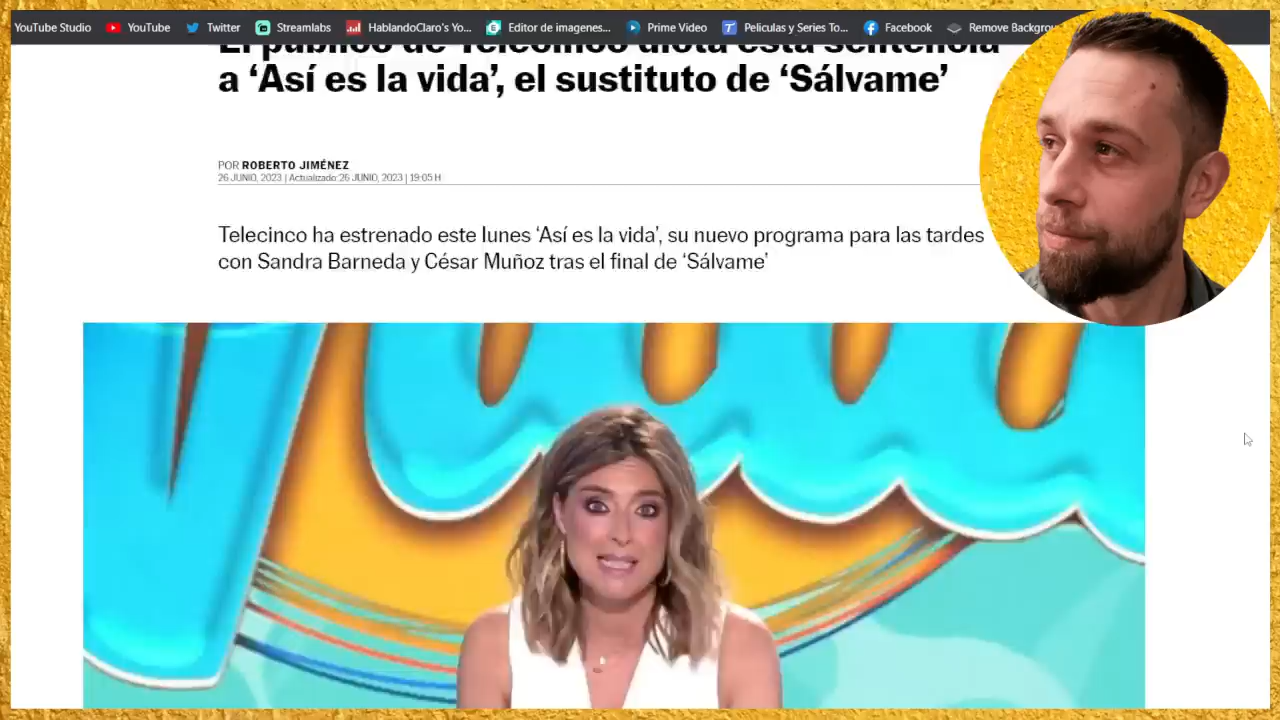 YouTube Studio YouTube Twitter Streamlabs HablandoClaro's Yo... Editor de imagenes... Prime Video Peliculas y Series To... Facebook Remove Backgrou
El público de Telecinco dicta esta sentencia
a ‘Así es la vida’, el sustituto de ‘Sálvame’
POR ROBERTO JIMÉNEZ
26 JUNIO, 2023 | Actualizado 26 JUNIO, 2023 | 19:05 H
Telecinco ha estrenado este lunes ‘Así es la vida’, su nuevo programa para las tardes
con Sandra Barneda y César Muñoz tras el final de ‘Sálvame’